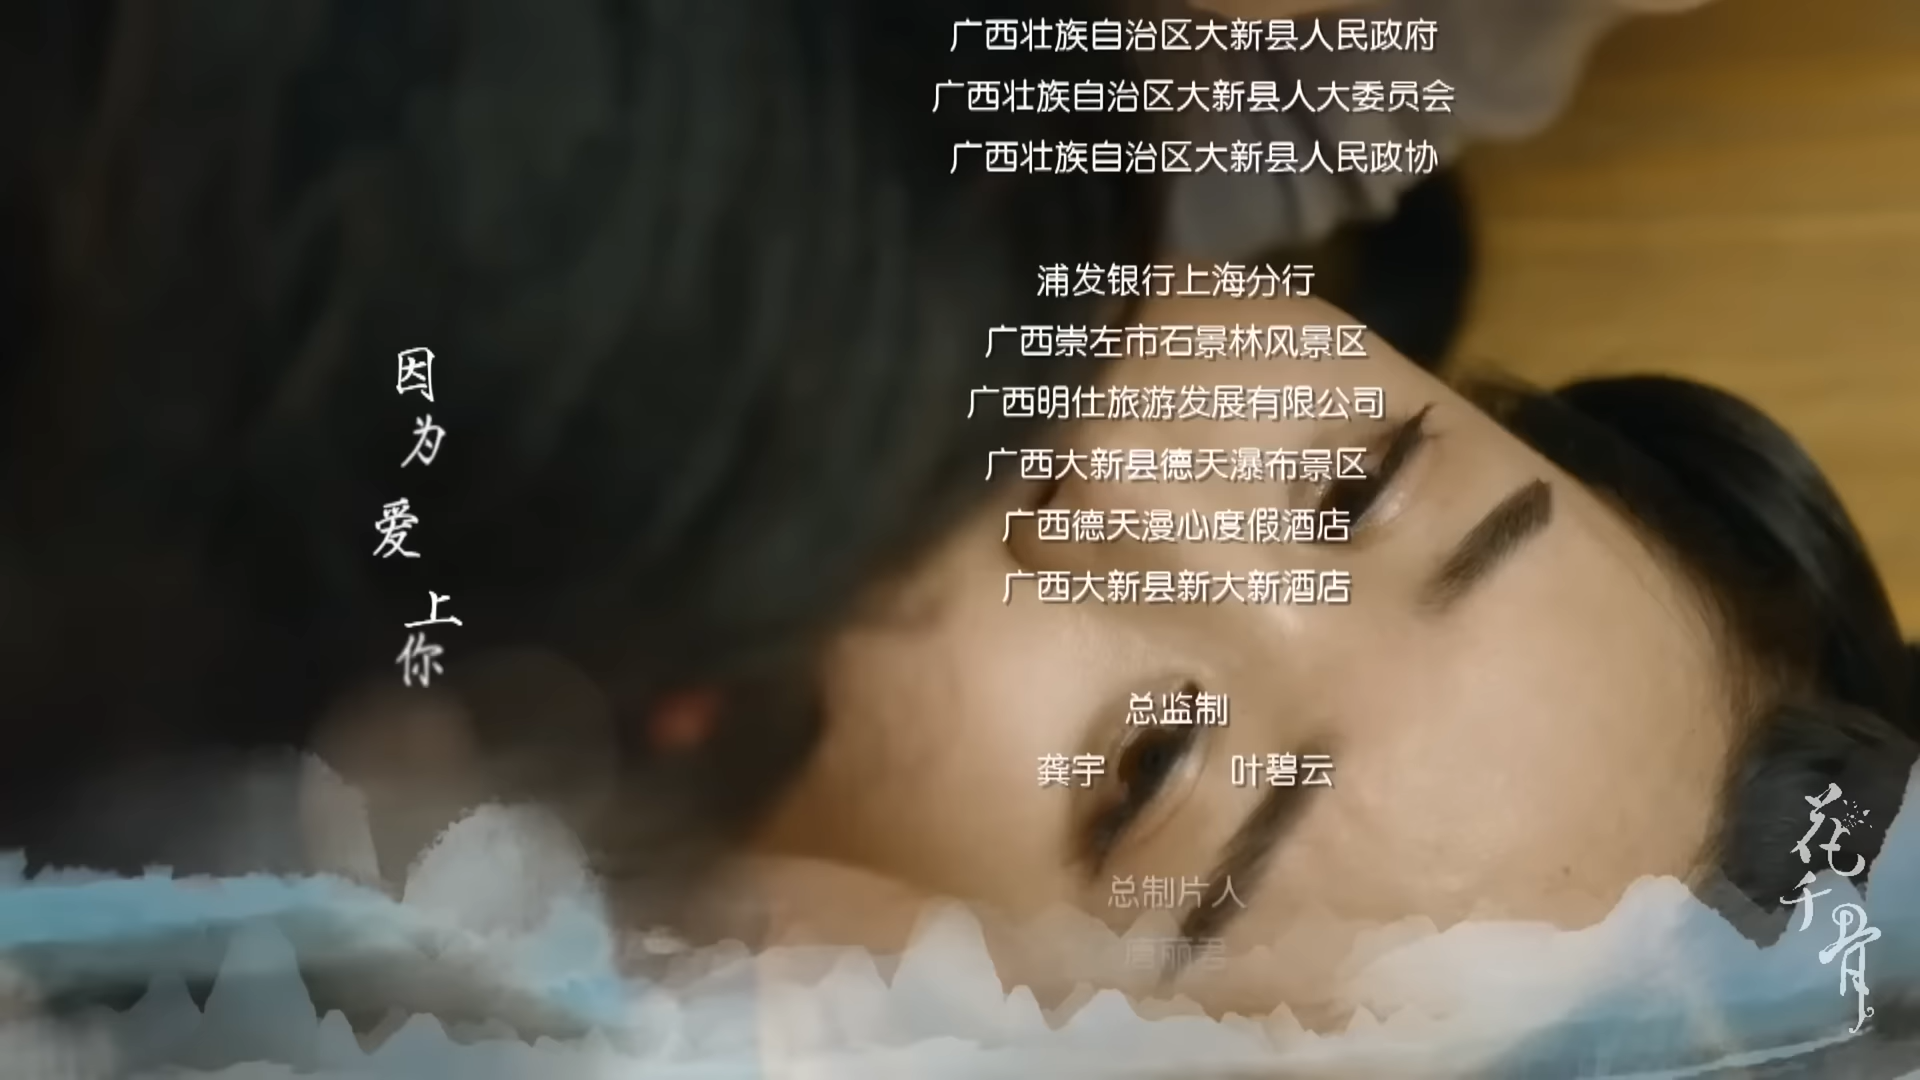 广西壮族自治区大新县人民政府
广西壮族自治区大新县人大委员会
广西壮族自治区大新县人民政协
浦发银行上海分行
广西崇左市石景林风景区
广西明仕旅游发展有限公司
广西大新县德天瀑布景区
广西德天漫心度假酒店
广西大新县新大新酒店
总监制
龚宇 叶碧云
总制片人
唐丽君
因为爱上你
花千骨